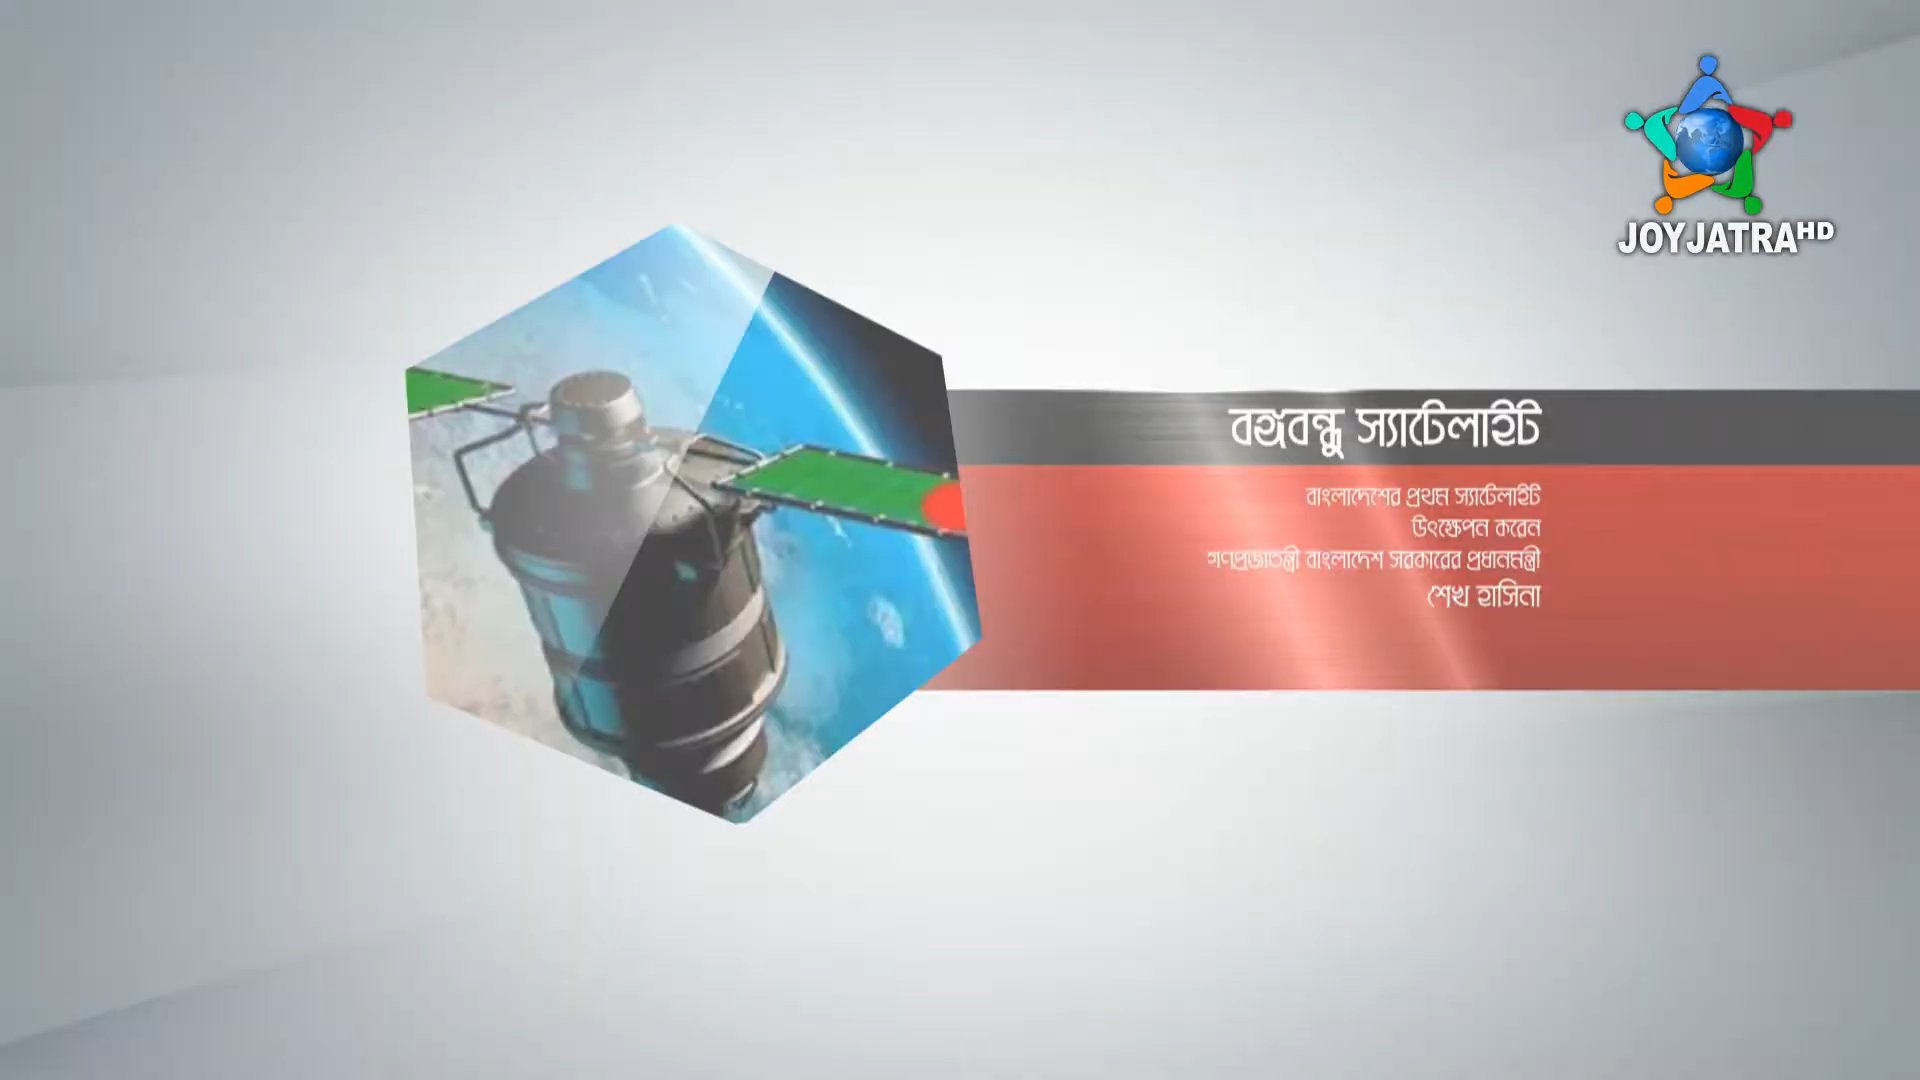 JOYJATRA HD
বঙ্গবন্ধু স্যাটেলাইট
বাংলাদেশের প্রথম স্যাটেলাইট
উৎক্ষেপন করেন
গণপ্রজাতন্ত্রী বাংলাদেশ সরকারের প্রধানমন্ত্রী
শেখ হাসিনা